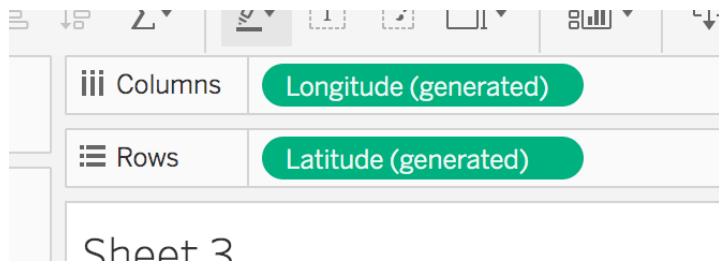 Columns Longitude (generated)
Rows Latitude (generated)
Sheet 3